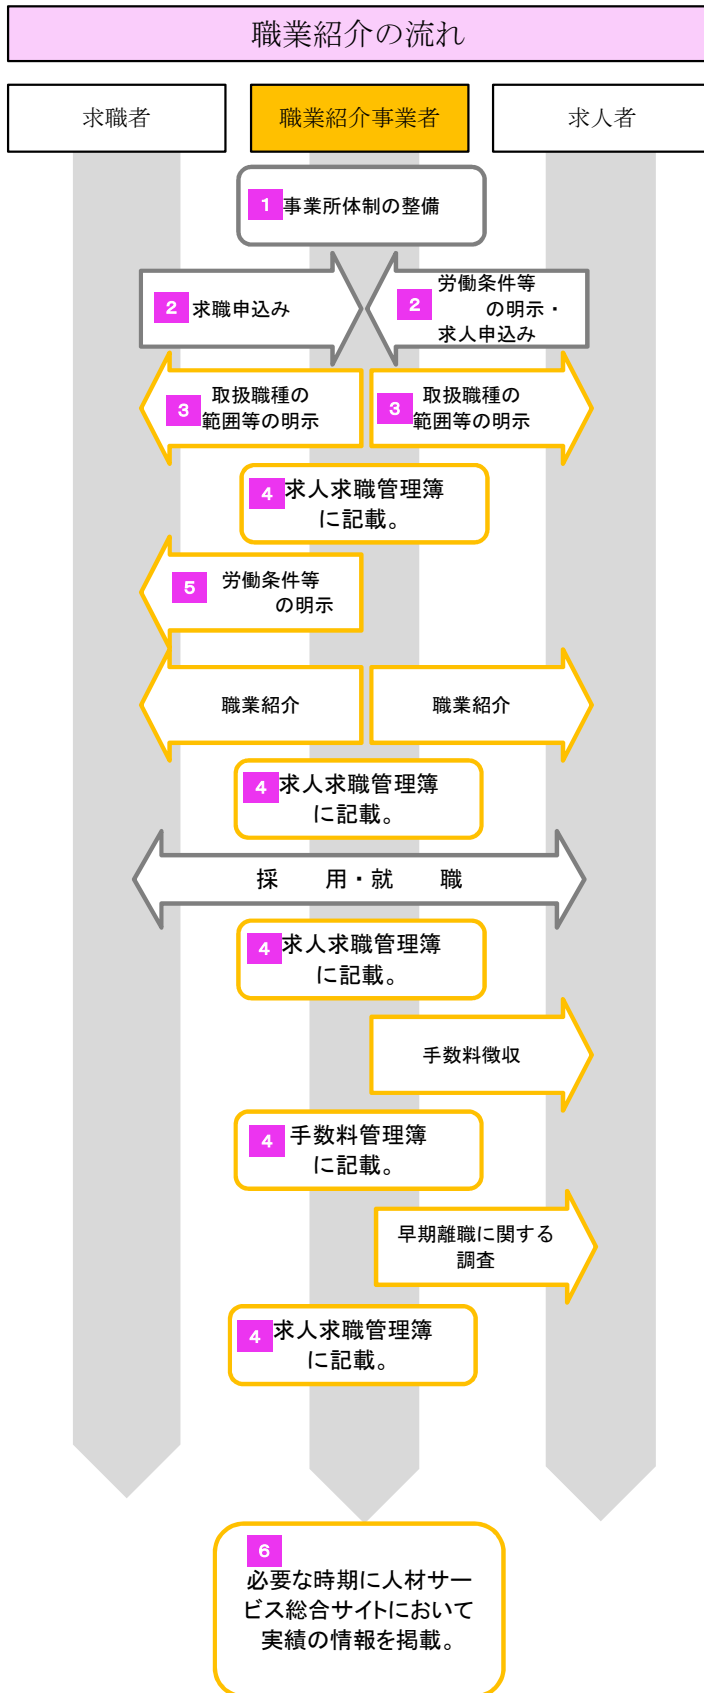 職業紹介の流れ
求職者
職業紹介事業者
求人者
1 事業所体制の整備
2 求職申込み
労働条件等
2 の明示・
求人申込み
取扱職種の
3 範囲等の明示
取扱職種の
3 範囲等の明示
4 求人求職管理簿
に記載。
5 労働条件等
の明示
職業紹介
職業紹介
4 求人求職管理簿
に記載。
採 用・就 職
4 求人求職管理簿
に記載。
手数料徴収
4 手数料管理簿
に記載。
早期離職に関する
調査
4 求人求職管理簿
に記載。
6
必要な時期に人材サー
ビス総合サイトにおいて
実績の情報を掲載。